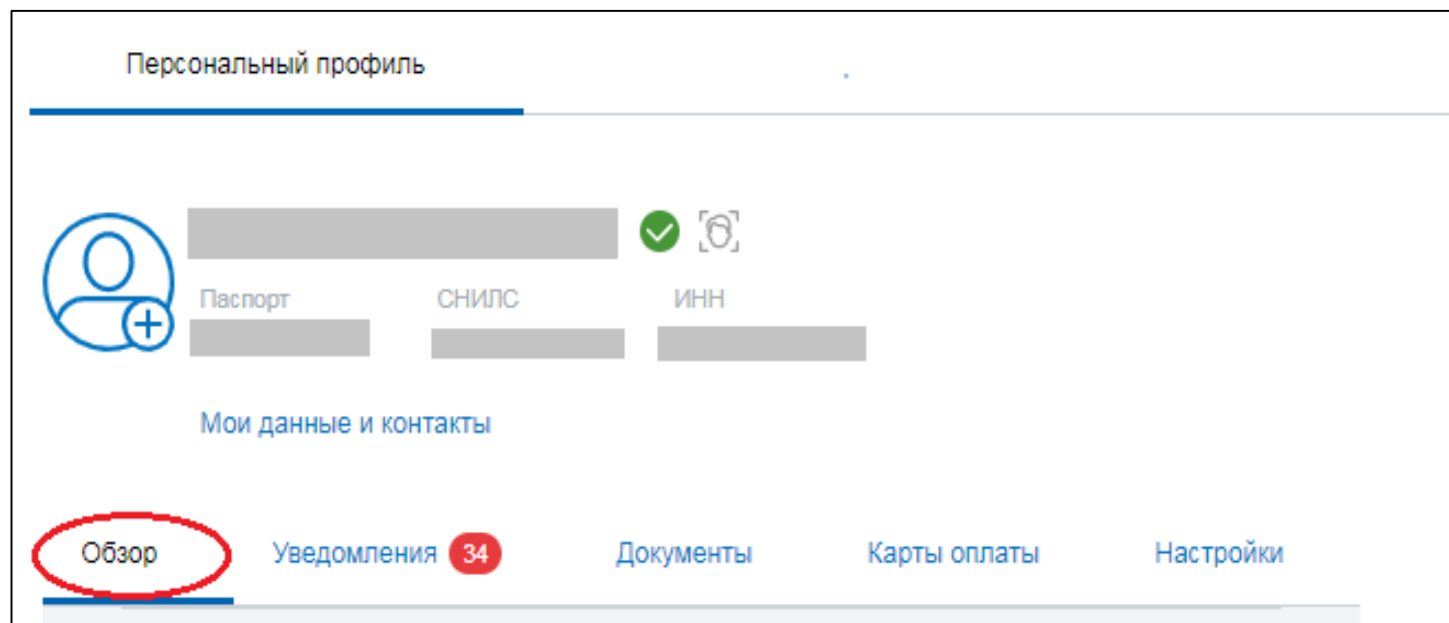 Персональный профиль
Паспорт СНИЛС ИНН
Мои данные и контакты
Обзор Уведомления 34 Документы Карты оплаты Настройки